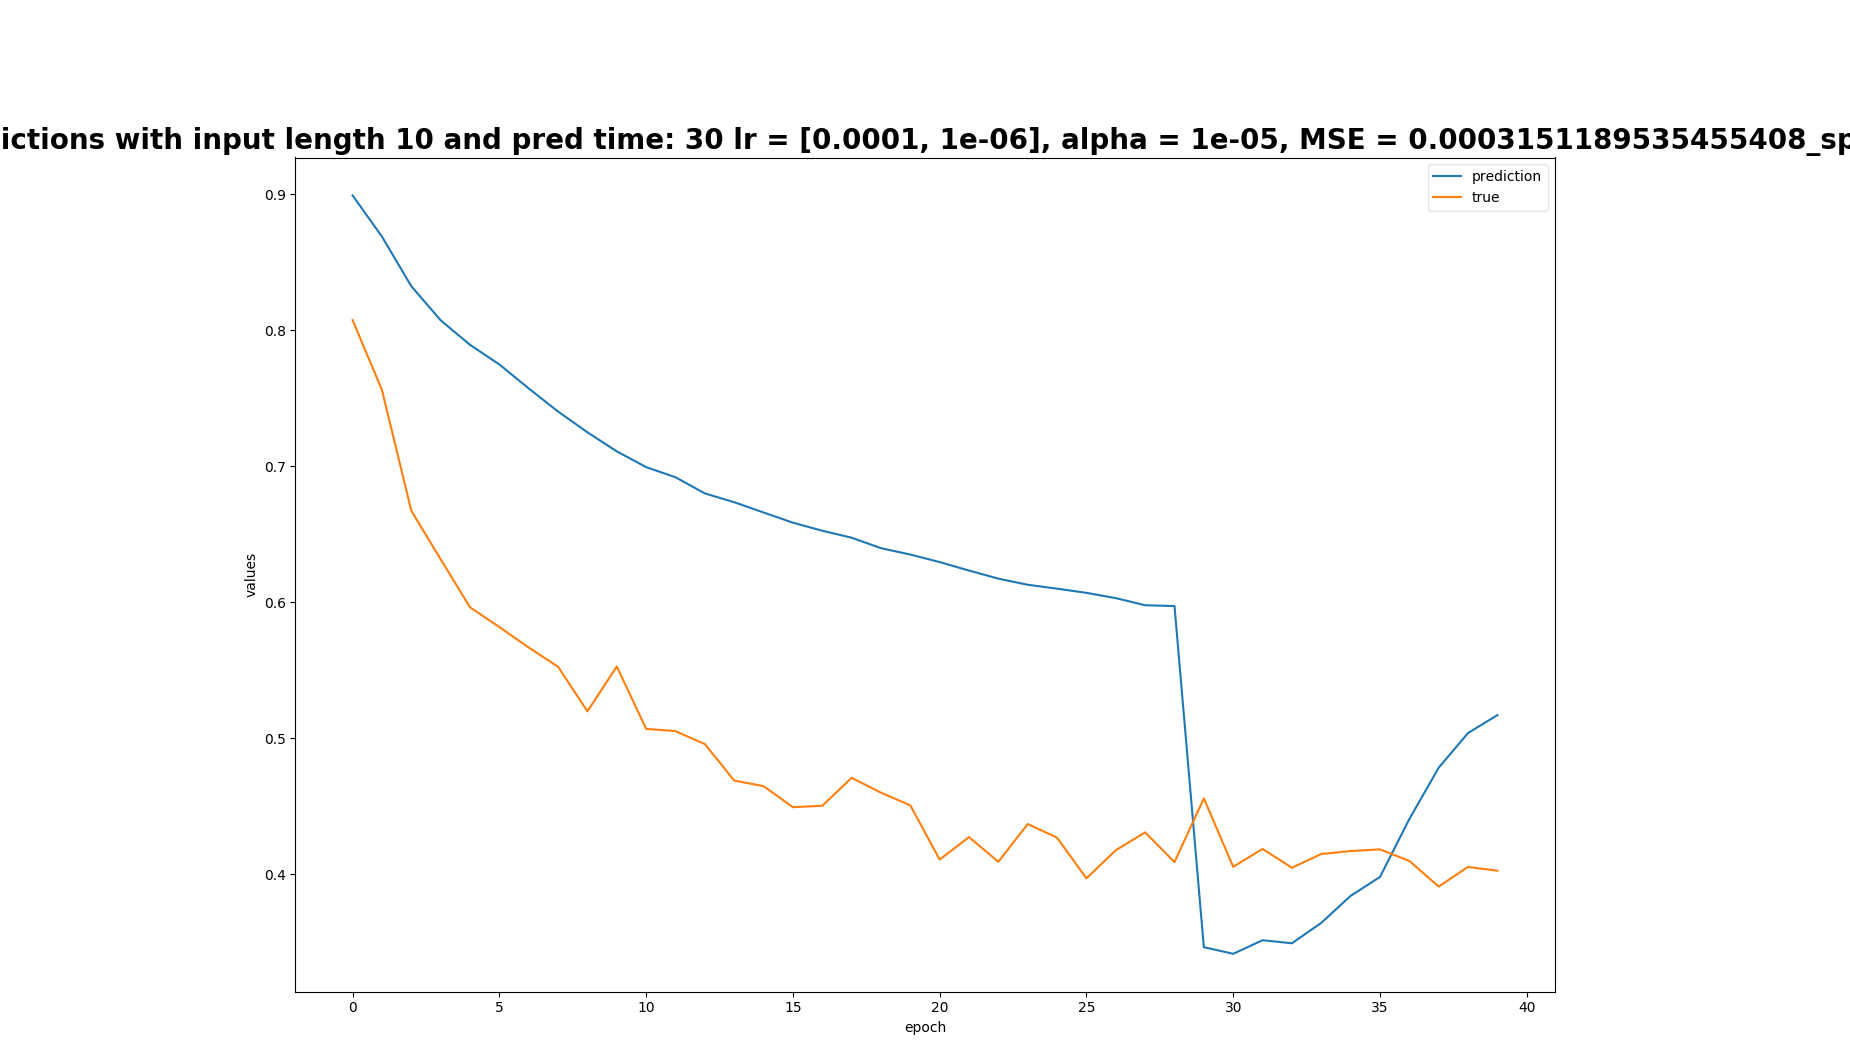 ictions with input length 10 and pred time: 30 lr = [0.0001, 1e-06], alpha = 1e-05, MSE = 0.0003151189535455408_sp
prediction
true
0.9
0.8
0.7
0.6
0.5
0.4
values
0 5 10 15 20 25 30 35 40
epoch